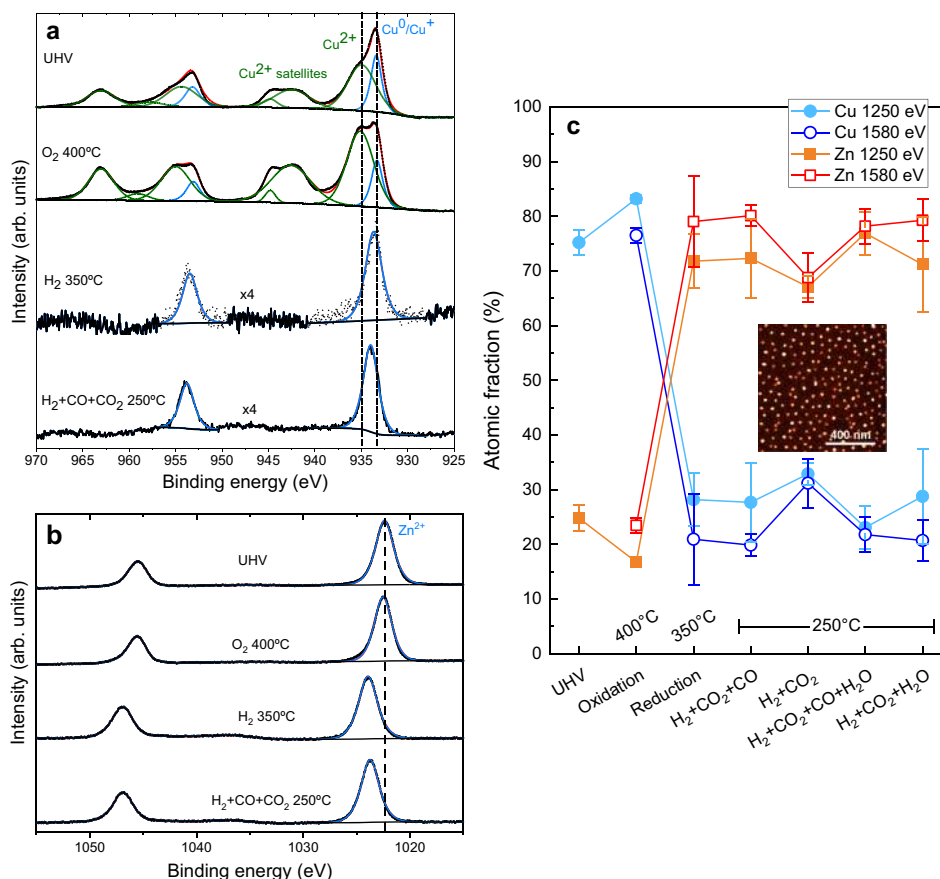 a
UHV
Cu2+ satellites
Cu2+
Cu0/Cu+
O2 400ºC
H2 350ºC
x4
H2+CO+CO2 250ºC
x4
Intensity (arb. units)
970 965 960 955 950 945 940 935 930 925
Binding energy (eV)
b
Zn2+
UHV
O2 400ºC
H2 350ºC
H2+CO+CO2 250ºC
Intensity (arb. units)
1050 1040 1030 1020
Binding energy (eV)
c
Cu 1250 eV
Cu 1580 eV
Zn 1250 eV
Zn 1580 eV
Atomic fraction (%)
100
90
80
70
60
50
40
30
20
10
0
400 nm
400°C
350°C
250°C
UHV
Oxidation
Reduction
H2+CO2+CO
H2+CO2
H2+CO2+CO+H2O
H2+CO2+H2O